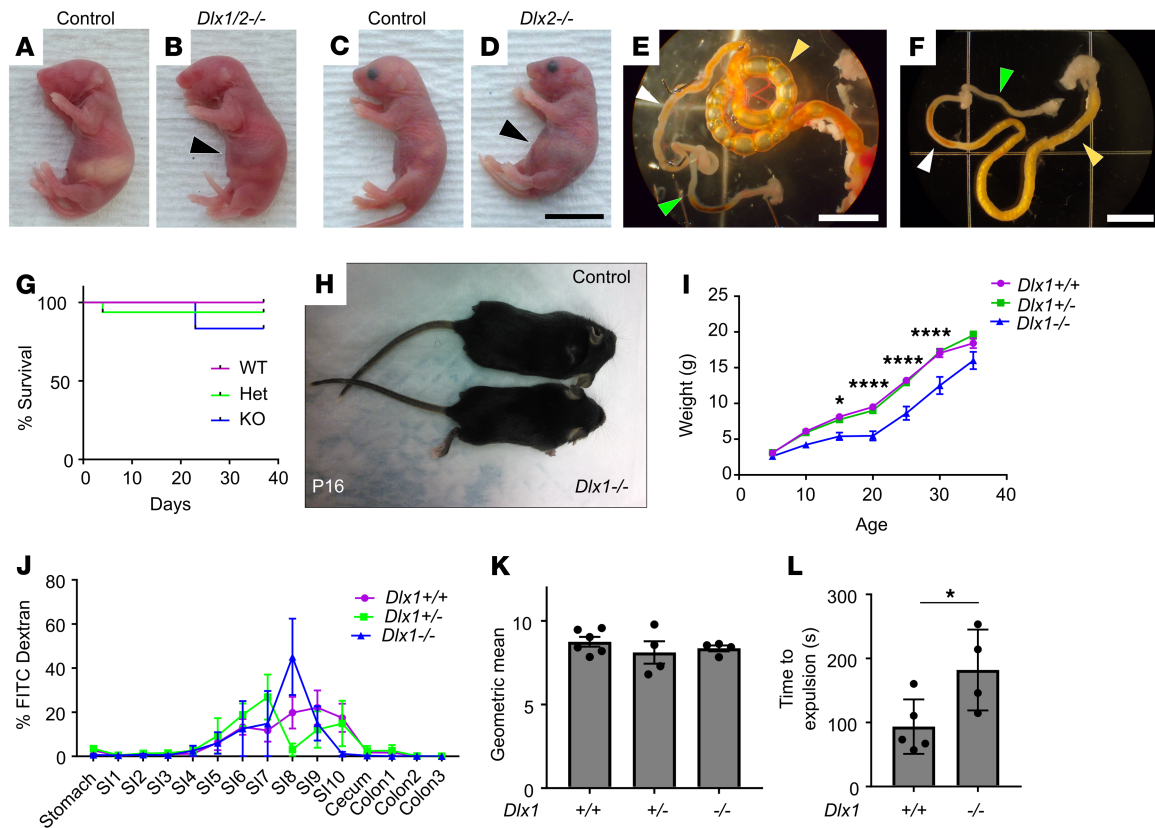 Control
Dlx1/2-/-
Control
Dlx2-/-
A
B
C
D
E
F
G
% Survival
100
50
0
0 10 20 30 40
Days
WT
Het
KO
H
Control
P16
Dlx1-/-
I
Weight (g)
25
20
15
10
5
0
0 10 20 30 40
Age
Dlx1+/+
Dlx1+/-
Dlx1-/-
*
****
****
****
J
% FITC Dextran
80
60
40
20
0
Stomach
SI1
SI2
SI3
SI4
SI5
SI6
SI7
SI8
SI9
SI10
Cecum
Colon1
Colon2
Colon3
Dlx1+/+
Dlx1+/-
Dlx1-/-
K
Geometric mean
10
5
0
Dlx1 +/+ +/- -/-
L
Time to
expulsion (s)
300
200
100
0
*
Dlx1 +/+ -/-